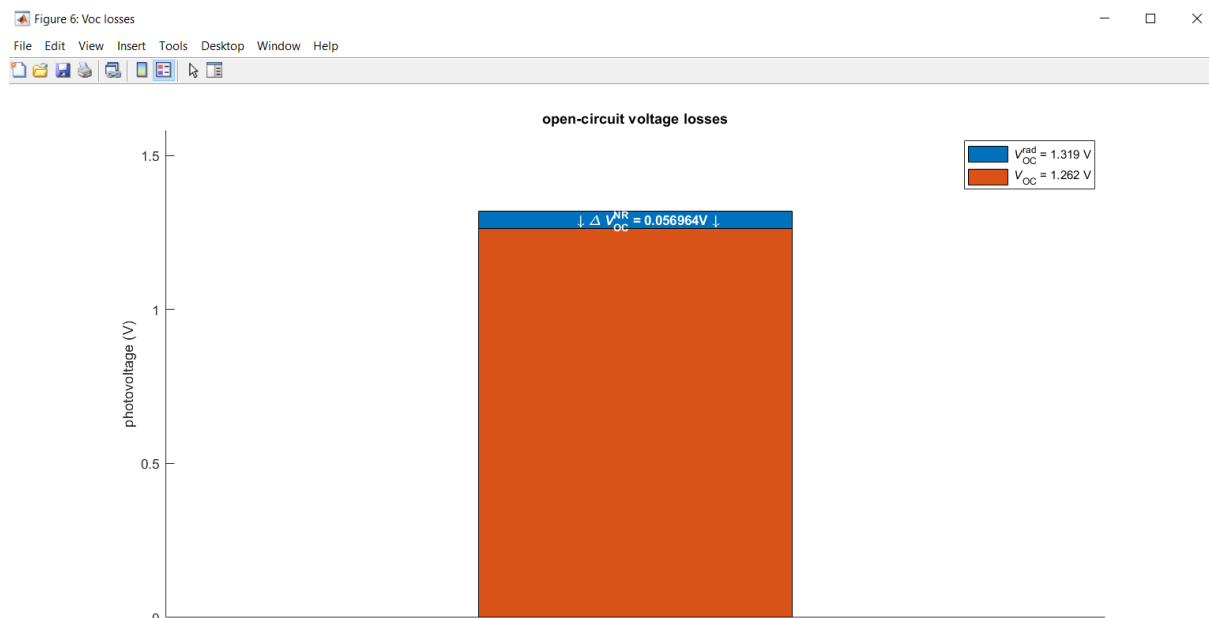 Figure 6: Voc losses
File Edit View Insert Tools Desktop Window Help
open-circuit voltage losses
V_OC^rad = 1.319 V
V_OC = 1.262 V
↓ Δ V_OC^NR = 0.056964V ↓
photovoltage (V)
1.5
1
0.5
0